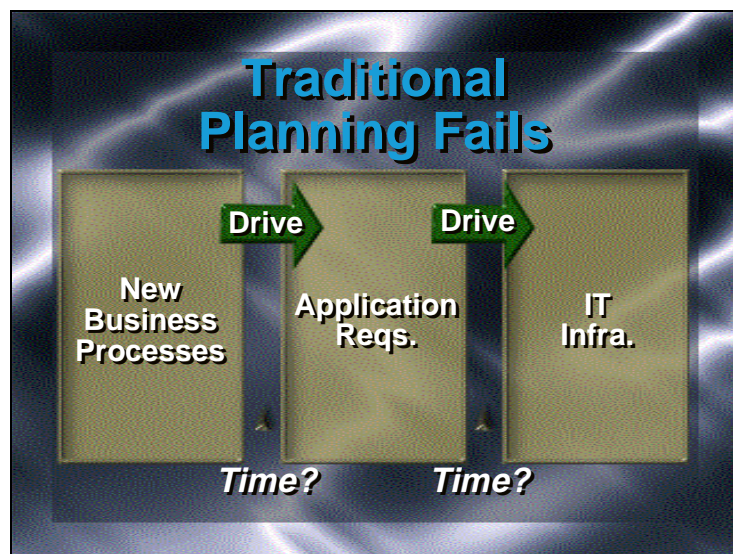 Traditional
Planning Fails
Drive
Drive
New
Business
Processes
Application
Reqs.
IT
Infra.
Time?
Time?